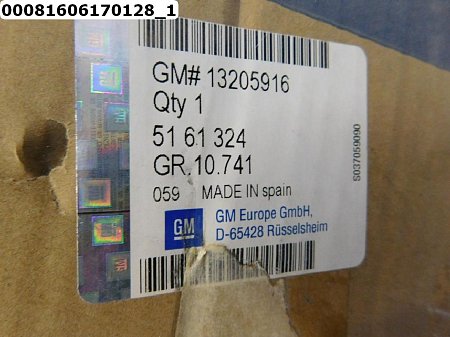 00081606170128_1
GM# 13205916
Qty 1
51 61 324
GR.10.741
059 MADE IN spain
GM
GM Europe GmbH,
D-65428 Rüsselsheim
S037059090